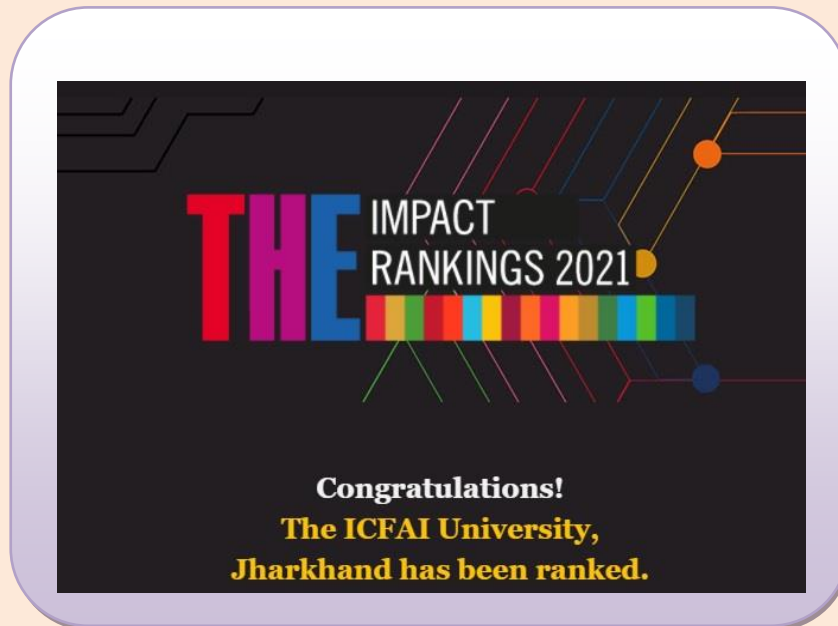 THE IMPACT
RANKINGS 2021
Congratulations!
The ICFAI University,
Jharkhand has been ranked.